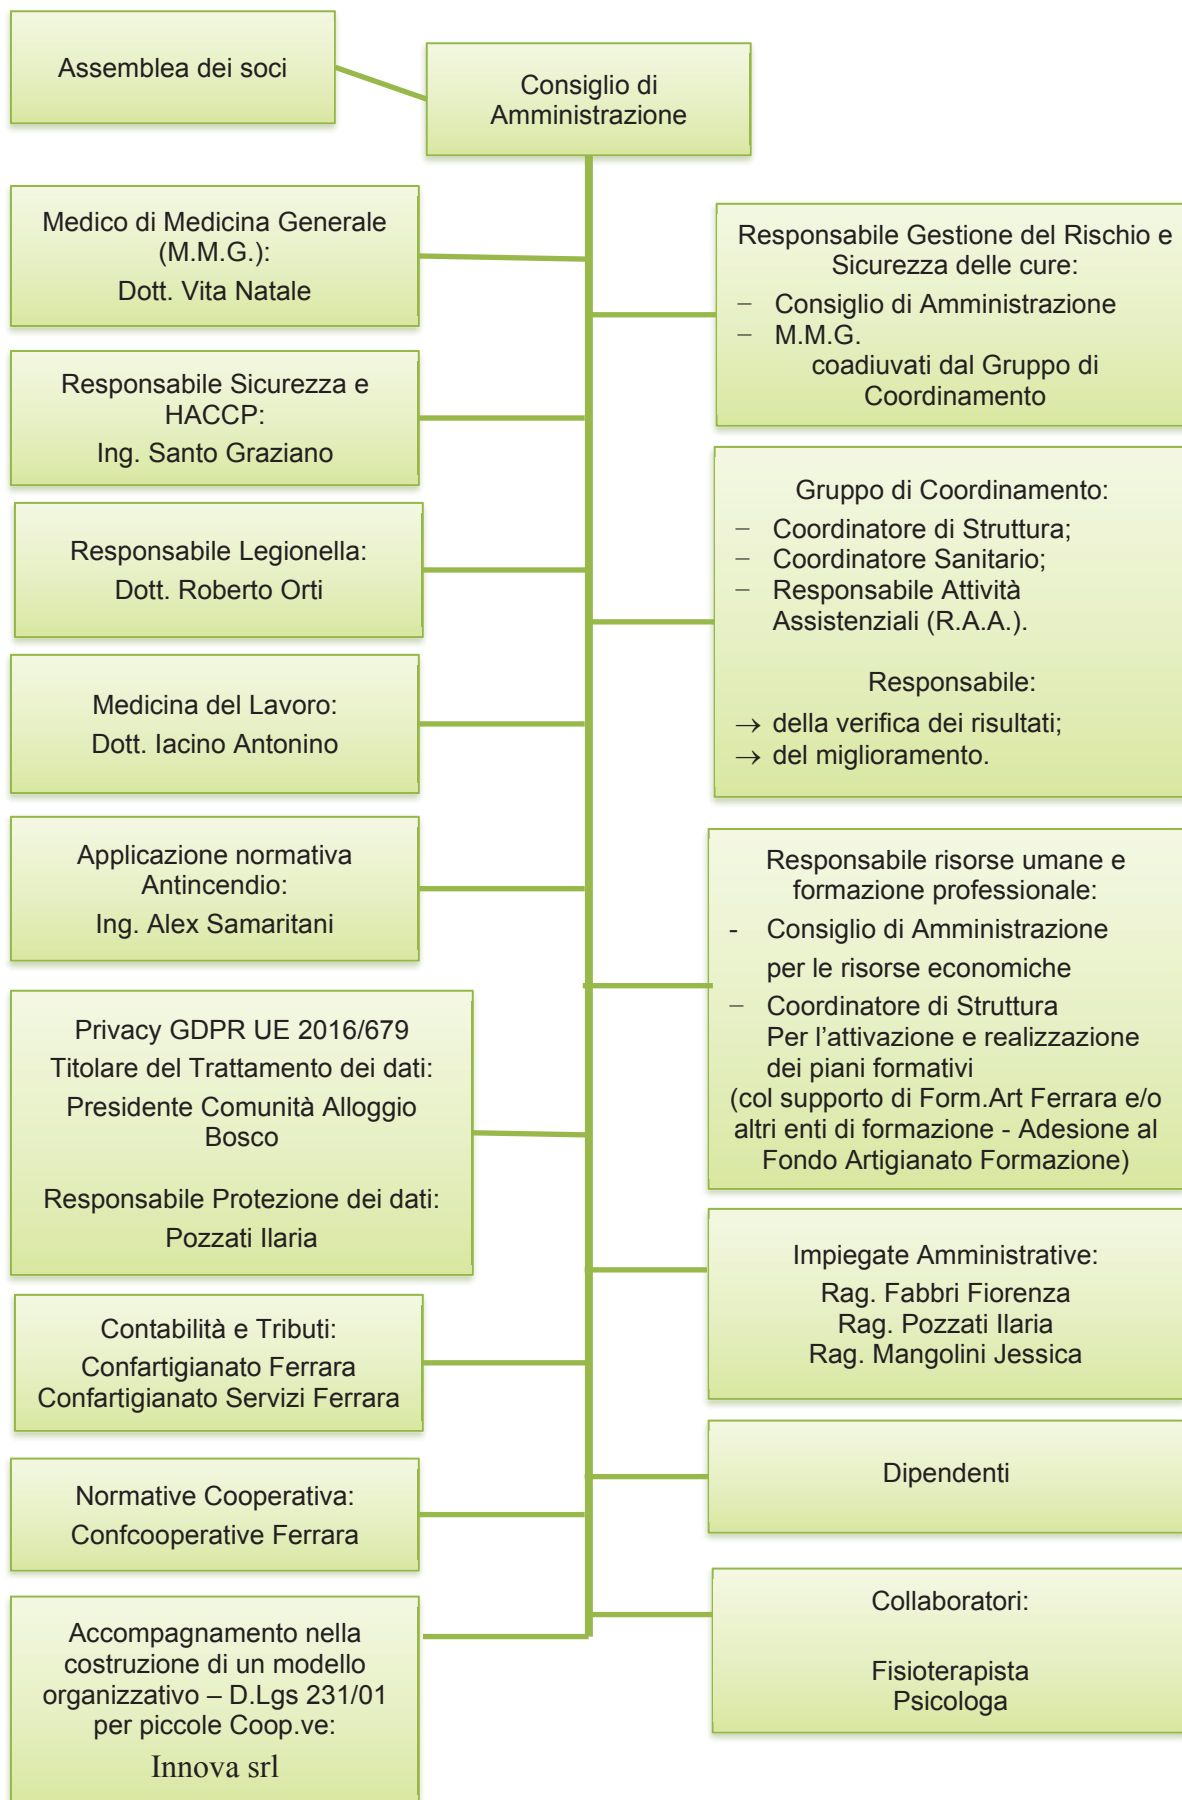 Assemblea dei soci
Consiglio di
Amministrazione
Medico di Medicina Generale
(M.M.G.):
Dott. Vita Natale
Responsabile Sicurezza e
HACCP:
Ing. Santo Graziano
Responsabile Legionella:
Dott. Roberto Orti
Medicina del Lavoro:
Dott. Iacino Antonino
Applicazione normativa
Antincendio:
Ing. Alex Samaritani
Privacy GDPR UE 2016/679
Titolare del Trattamento dei dati:
Presidente Comunità Alloggio
Bosco
Responsabile Protezione dei dati:
Pozzati Ilaria
Contabilità e Tributi:
Confartigianato Ferrara
Confartigianato Servizi Ferrara
Normative Cooperativa:
Confcooperative Ferrara
Accompagnamento nella
costruzione di un modello
organizzativo – D.Lgs 231/01
per piccole Coop.ve:
Innova srl
Responsabile Gestione del Rischio e
Sicurezza delle cure:
– Consiglio di Amministrazione
– M.M.G.
coadiuvati dal Gruppo di
Coordinamento
Gruppo di Coordinamento:
– Coordinatore di Struttura;
– Coordinatore Sanitario;
– Responsabile Attività
Assistenziali (R.A.A.).
Responsabile:
→ della verifica dei risultati;
→ del miglioramento.
Responsabile risorse umane e
formazione professionale:
- Consiglio di Amministrazione
per le risorse economiche
– Coordinatore di Struttura
Per l’attivazione e realizzazione
dei piani formativi
(col supporto di Form.Art Ferrara e/o
altri enti di formazione - Adesione al
Fondo Artigianato Formazione)
Impiegate Amministrative:
Rag. Fabbri Fiorenza
Rag. Pozzati Ilaria
Rag. Mangolini Jessica
Dipendenti
Collaboratori:
Fisioterapista
Psicologa